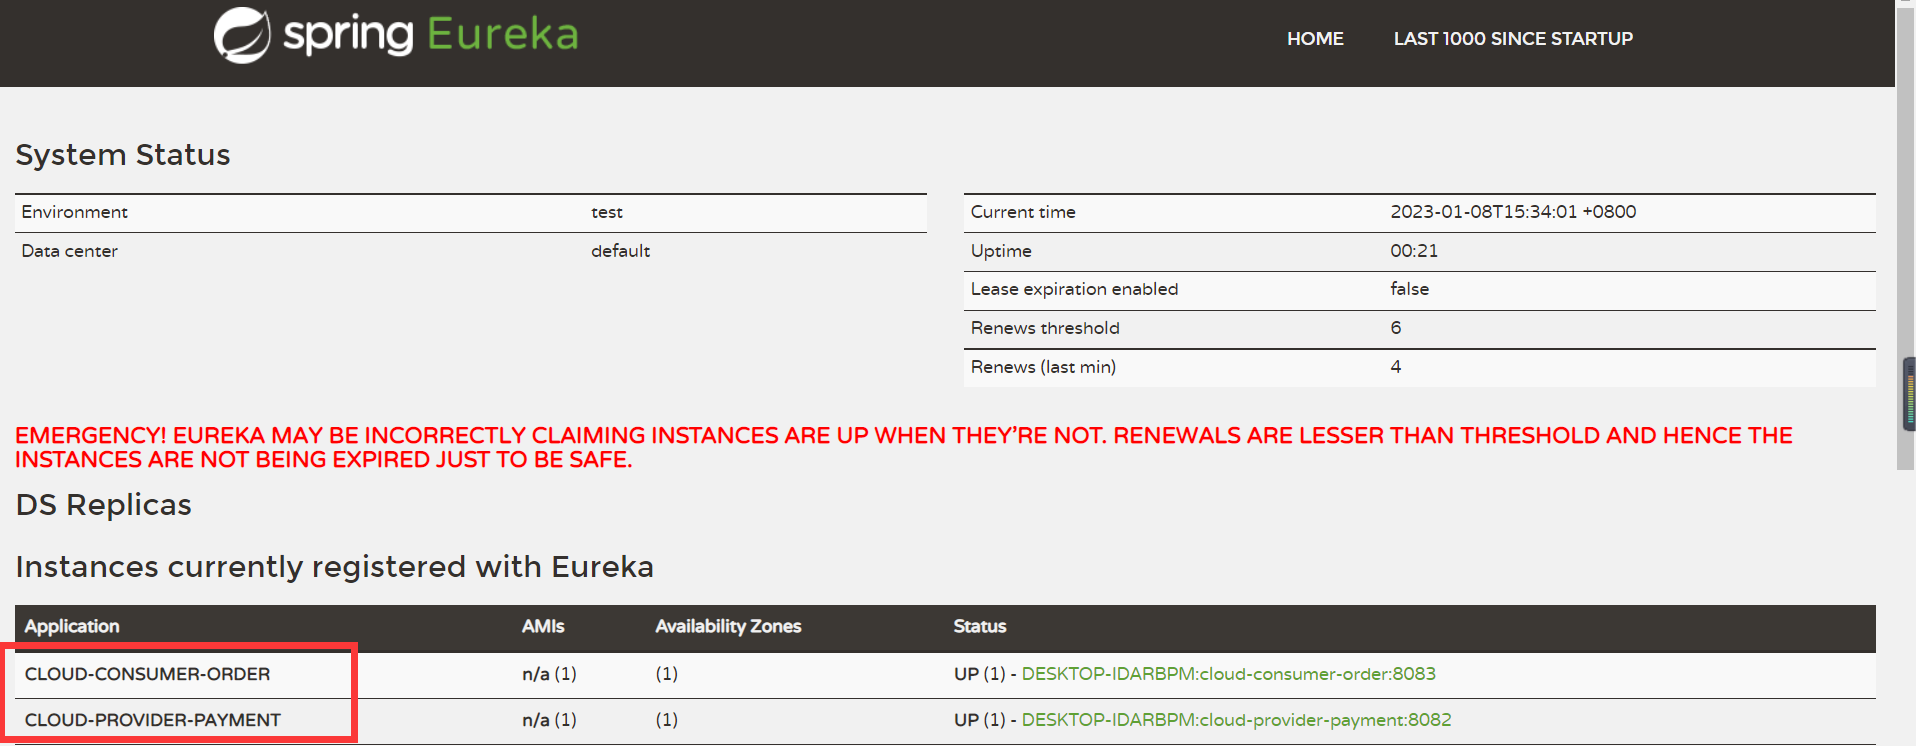 spring Eureka
HOME LAST 1000 SINCE STARTUP
System Status
Environment test
Data center default
Current time 2023-01-08T15:34:01 +0800
Uptime 00:21
Lease expiration enabled false
Renews threshold 6
Renews (last min) 4
EMERGENCY! EUREKA MAY BE INCORRECTLY CLAIMING INSTANCES ARE UP WHEN THEY'RE NOT. RENEWALS ARE LESSER THAN THRESHOLD AND HENCE THE
INSTANCES ARE NOT BEING EXPIRED JUST TO BE SAFE.
DS Replicas
Instances currently registered with Eureka
Application AMIs Availability Zones Status
CLOUD-CONSUMER-ORDER n/a (1) (1) UP (1) - DESKTOP-IDARBPM:cloud-consumer-order:8083
CLOUD-PROVIDER-PAYMENT n/a (1) (1) UP (1) - DESKTOP-IDARBPM:cloud-provider-payment:8082